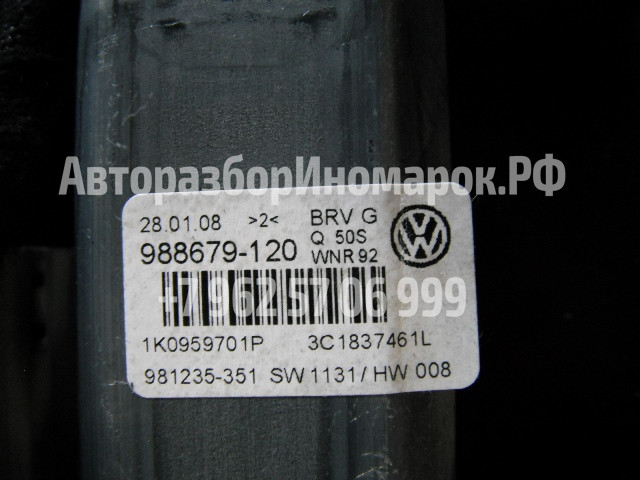 АвторазборИномарок.РФ
28.01.08 >2< BRV G
988679-120 Q 50S
WNR 92
+7 962 57 06 999
1K0959701P 3C1837461L
981235-351 SW 1131/ HW 008